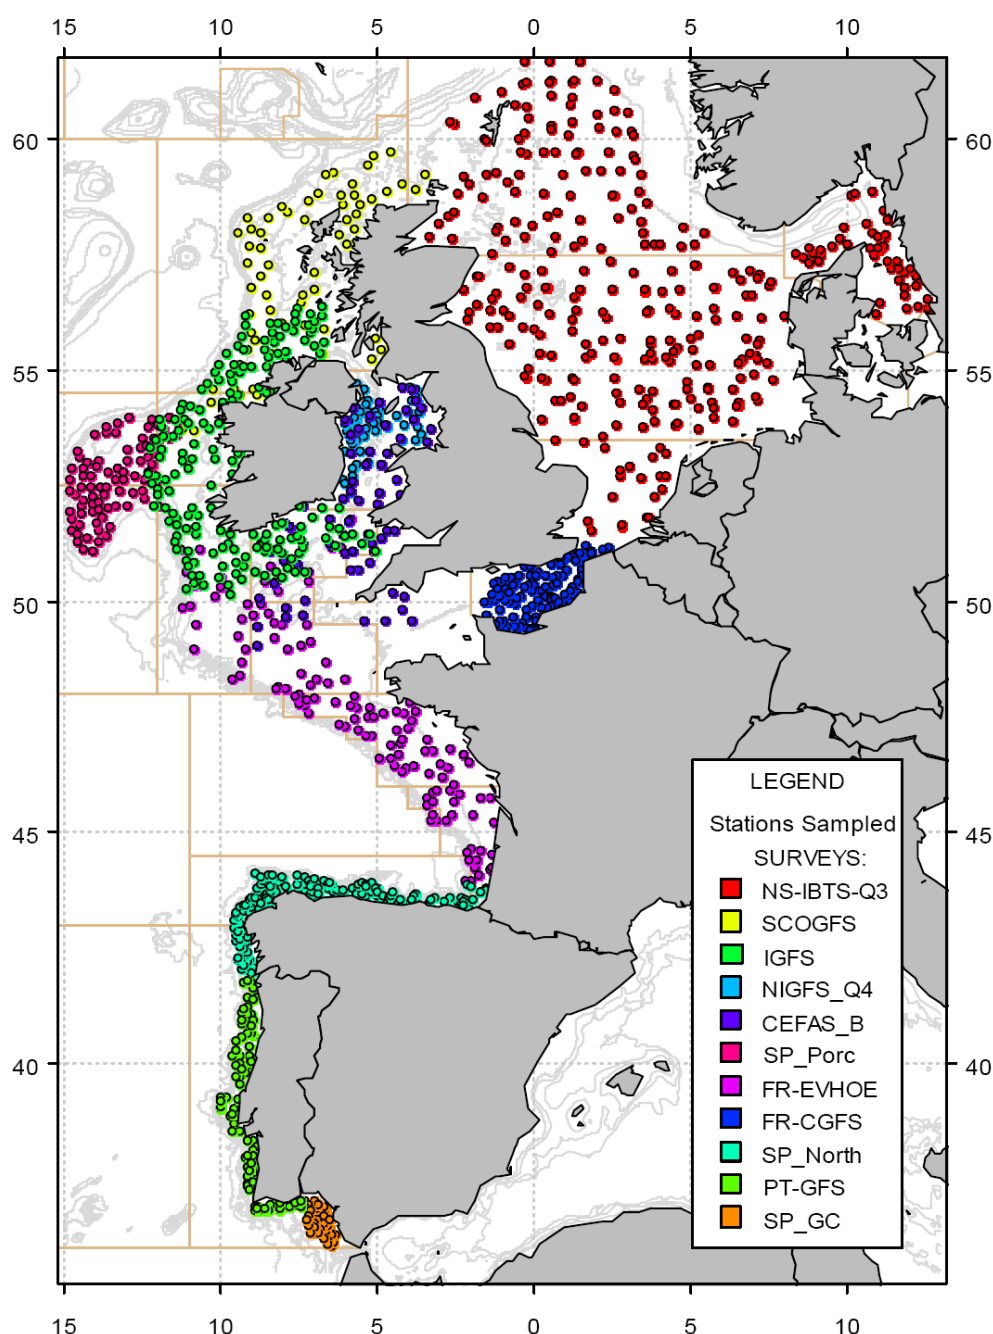 15 10 5 0 5 10
60 60
55 55
50 50
LEGEND
Stations Sampled
45 45
SURVEYS:
NS-IBTS-Q3
SCOGFS
IGFS
NIGFS_Q4
CEFAS_B
SP_Porc
40 40
FR-EVHOE
FR-CGFS
SP_North
PT-GFS
SP_GC
15 10 5 0 5 10